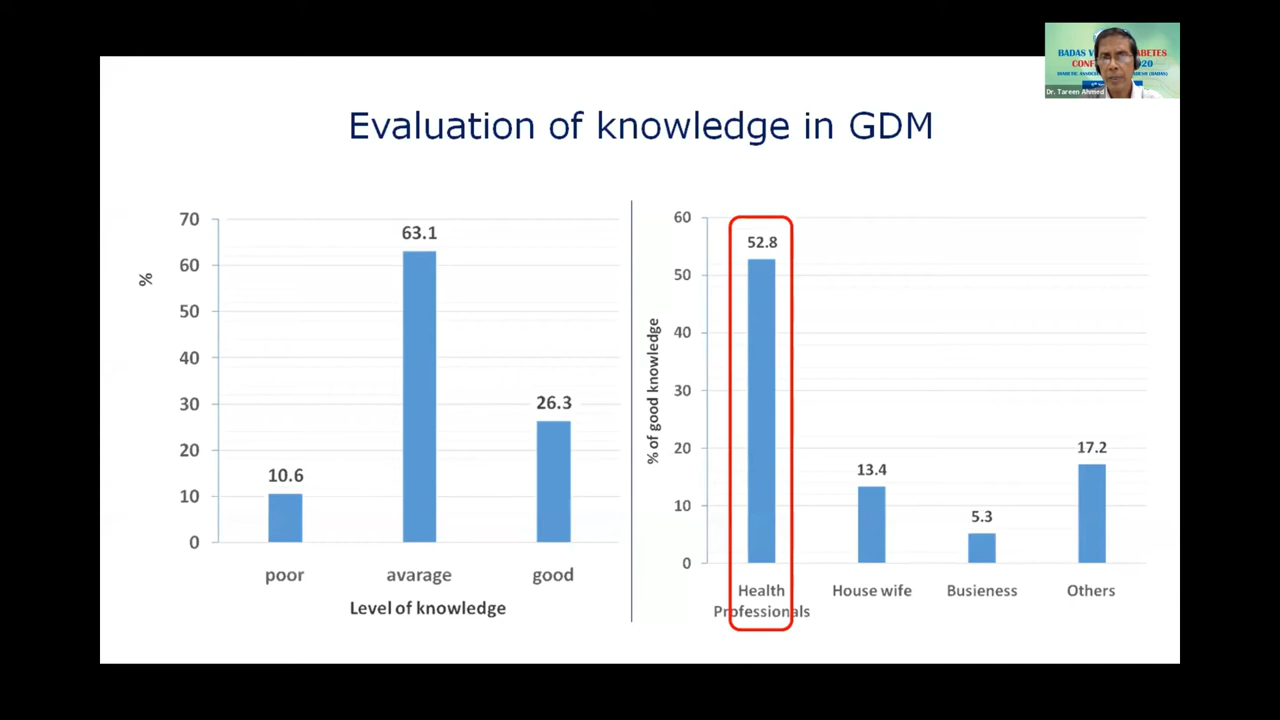 BADAS
ABETES
CONF
20
Dr. Tareen Ahmed
Evaluation of knowledge in GDM
%
70
60
50
40
30
20
10
0
10.6
63.1
26.3
poor avarage good
Level of knowledge
% of good knowledge
60
50
40
30
20
10
0
52.8
13.4
5.3
17.2
Health House wife Busieness Others
Professionals